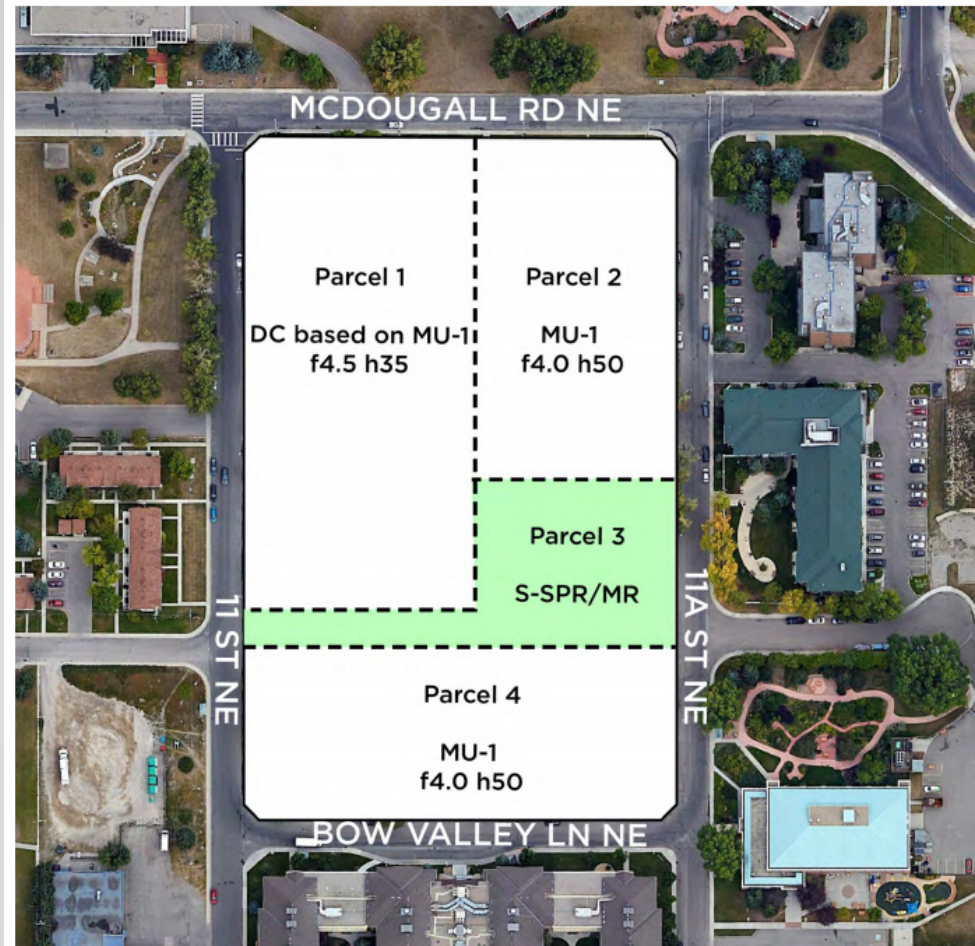 MCDOUGALL RD NE
Parcel 1
DC based on MU-1
f4.5 h35
Parcel 2
MU-1
f4.0 h50
Parcel 3
S-SPR/MR
11 ST NE
11A ST NE
Parcel 4
MU-1
f4.0 h50
BOW VALLEY LN NE